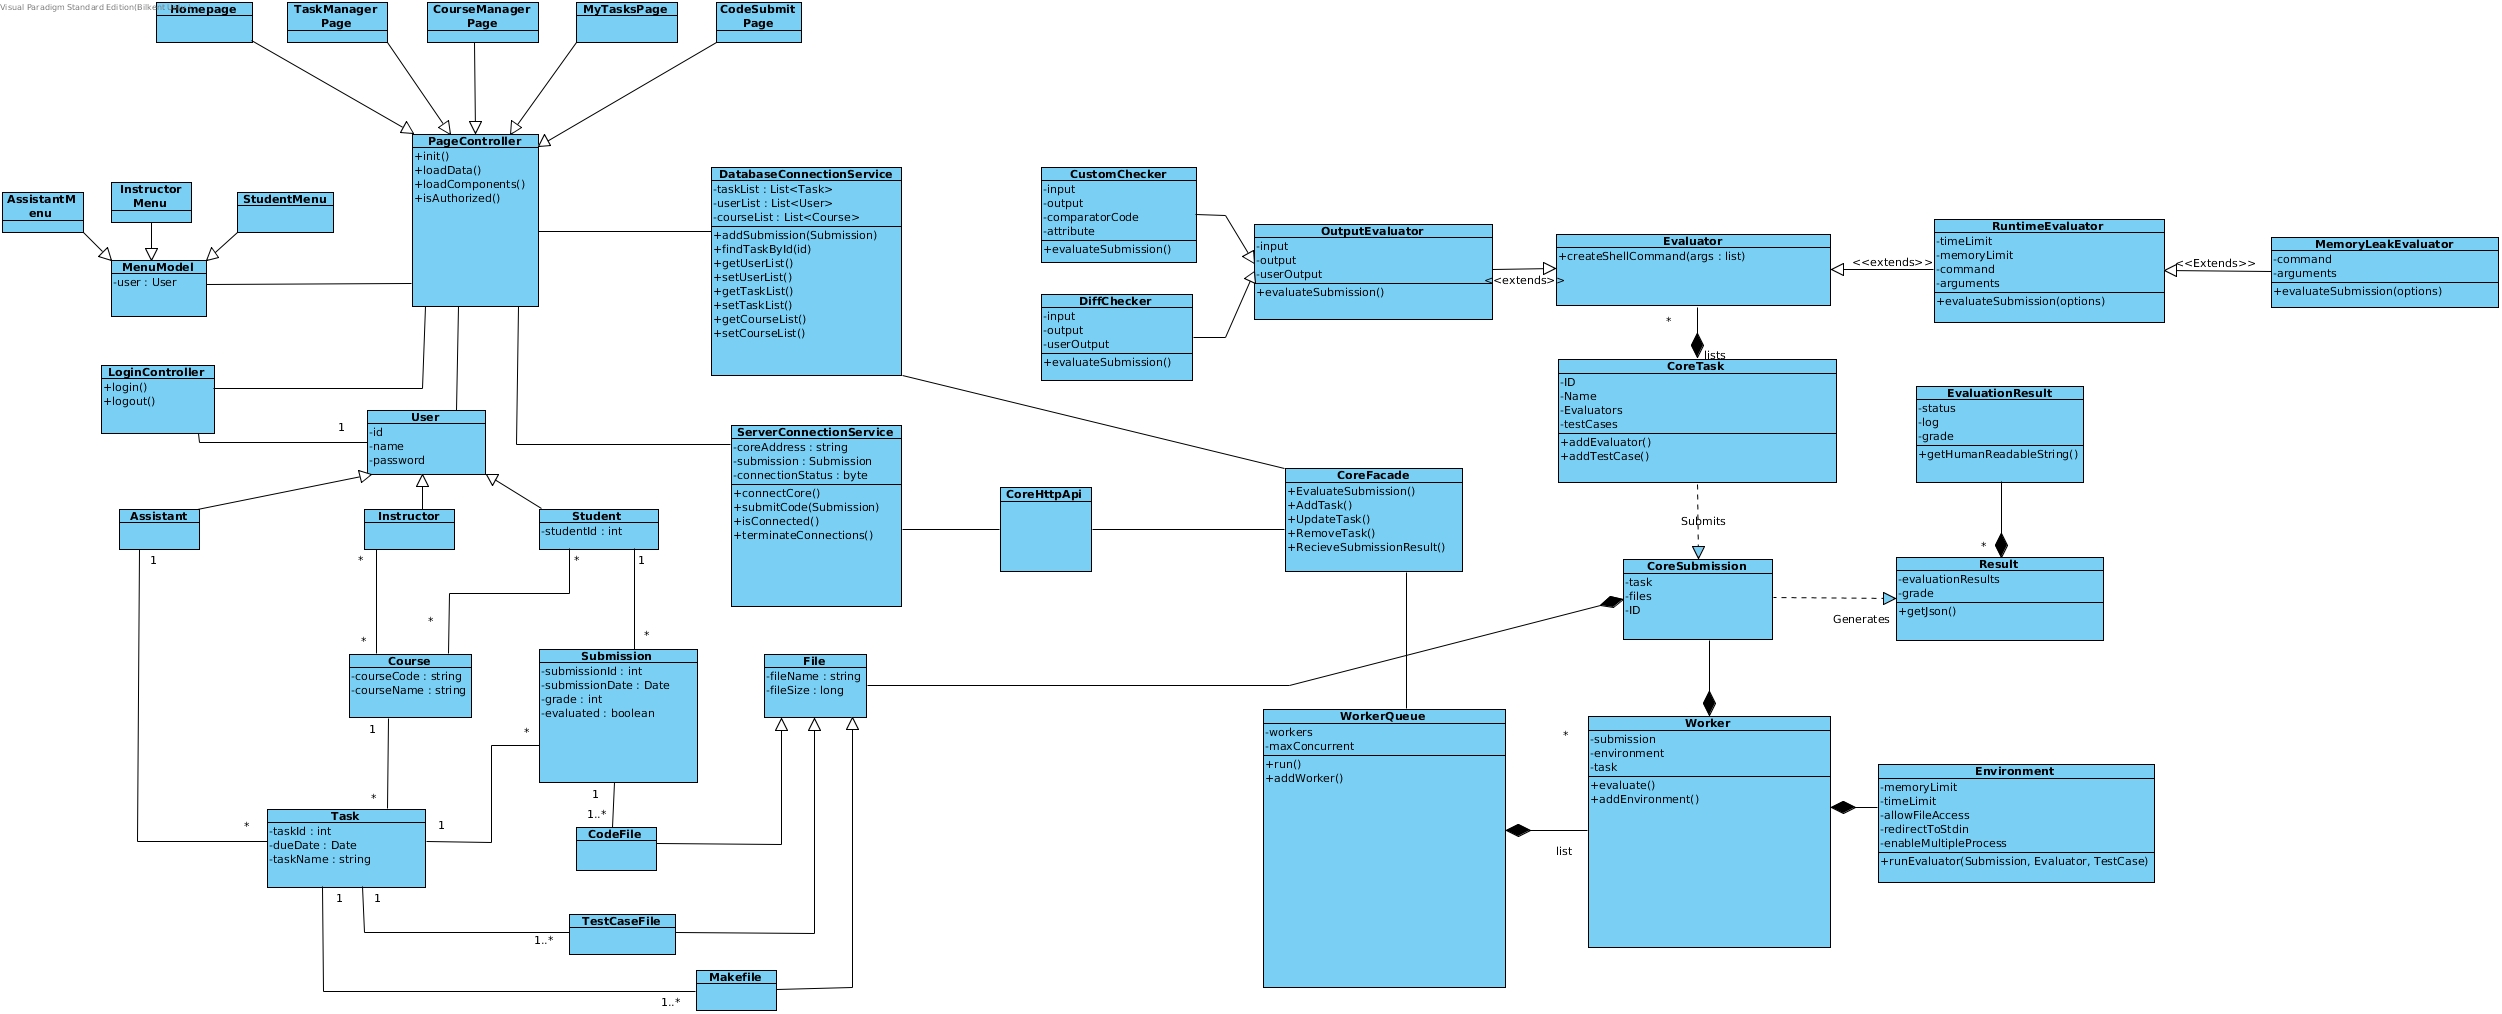 Visual Paradigm Standard Edition(Bilkent
Homepage
TaskManager
Page
CourseManager
Page
MyTasksPage
CodeSubmit
Page
PageController
+init()
+loadData()
+loadComponents()
+isAuthorized()
AssistantM
enu
Instructor
Menu
StudentMenu
MenuModel
-user : User
LoginController
+login()
+logout()
1
User
-id
-name
-password
Assistant
Instructor
Student
-studentId : int
1
*
*
1
*
*
*
Course
-courseCode : string
-courseName : string
Submission
-submissionId : int
-submissionDate : Date
-grade : int
-evaluated : boolean
File
-fileName : string
-fileSize : long
1
*
*
1
1..*
*
1
Task
-taskId : int
-dueDate : Date
-taskName : string
CodeFile
1
1
1..*
TestCaseFile
1..*
Makefile
DatabaseConnectionService
-taskList : List<Task>
-userList : List<User>
-courseList : List<Course>
+addSubmission(Submission)
+findTaskById(id)
+getUserList()
+setUserList()
+getTaskList()
+setTaskList()
+getCourseList()
+setCourseList()
ServerConnectionService
-coreAddress : string
-submission : Submission
-connectionStatus : byte
+connectCore()
+submitCode(Submission)
+isConnected()
+terminateConnections()
CoreHttpApi
CoreFacade
+EvaluateSubmission()
+AddTask()
+UpdateTask()
+RemoveTask()
+RecieveSubmissionResult()
CustomChecker
-input
-output
-comparatorCode
-attribute
+evaluateSubmission()
DiffChecker
-input
-output
-userOutput
+evaluateSubmission()
OutputEvaluator
-input
-output
-userOutput
+evaluateSubmission()
<<extends>>
Evaluator
+createShellCommand(args : list)
<<extends>>
RuntimeEvaluator
-timeLimit
-memoryLimit
-command
-arguments
+evaluateSubmission(options)
<<Extends>>
MemoryLeakEvaluator
-command
-arguments
+evaluateSubmission(options)
*
lists
CoreTask
-ID
-Name
-Evaluators
-testCases
+addEvaluator()
+addTestCase()
Submits
EvaluationResult
-status
-log
-grade
+getHumanReadableString()
*
CoreSubmission
-task
-files
-ID
Generates
Result
-evaluationResults
-grade
+getJson()
WorkerQueue
-workers
-maxConcurrent
+run()
+addWorker()
*
list
Worker
-submission
-environment
-task
+evaluate()
+addEnvironment()
Environment
-memoryLimit
-timeLimit
-allowFileAccess
-redirectToStdin
-enableMultipleProcess
+runEvaluator(Submission, Evaluator, TestCase)